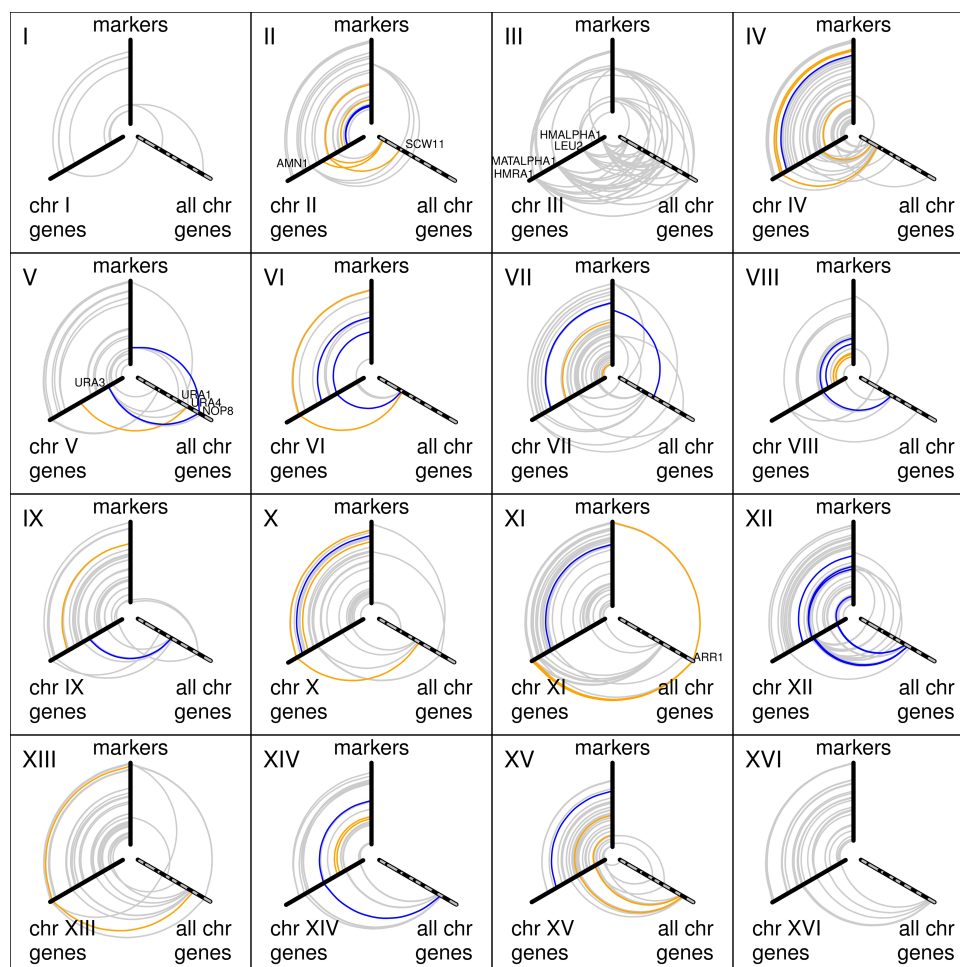 I
markers
chr I
genes
all chr
genes
II
markers
SCW11
AMN1
chr II
genes
all chr
genes
III
markers
HMALPHA1
LEU2
MATALPHA1
HMRA1
chr III
genes
all chr
genes
IV
markers
chr IV
genes
all chr
genes
V
markers
URA3
URA1
URA4
NOP8
chr V
genes
all chr
genes
VI
markers
chr VI
genes
all chr
genes
VII
markers
chr VII
genes
all chr
genes
VIII
markers
chr VIII
genes
all chr
genes
IX
markers
chr IX
genes
all chr
genes
X
markers
chr X
genes
all chr
genes
XI
markers
ARR1
chr XI
genes
all chr
genes
XII
markers
chr XII
genes
all chr
genes
XIII
markers
chr XIII
genes
all chr
genes
XIV
markers
chr XIV
genes
all chr
genes
XV
markers
chr XV
genes
all chr
genes
XVI
markers
chr XVI
genes
all chr
genes